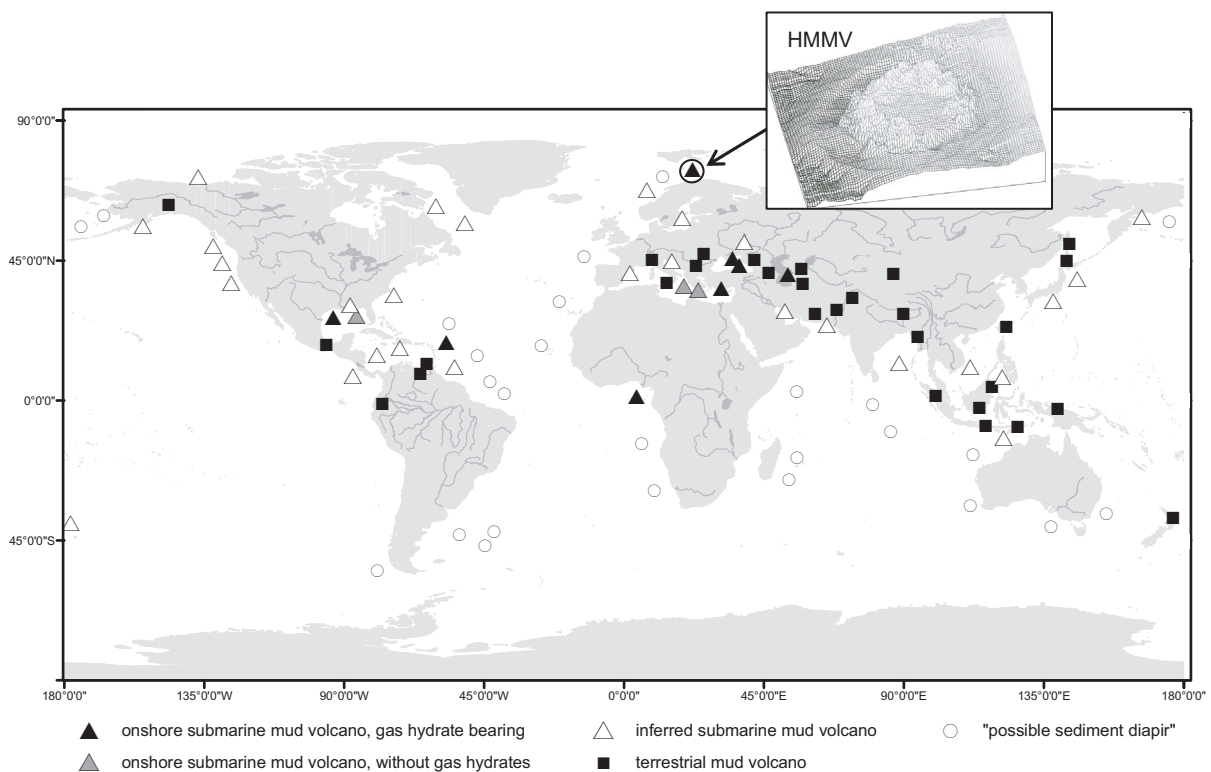 HMMV
90°0'0"
45°0'0"N
0°0'0"
45°0'0"S
180°0'0"
135°0'0"W
90°0'0"W
45°0'0"W
0°0'0"
45°0'0"E
90°0'0"E
135°0'0"E
180°0'0"
onshore submarine mud volcano, gas hydrate bearing
inferred submarine mud volcano
"possible sediment diapir"
onshore submarine mud volcano, without gas hydrates
terrestrial mud volcano